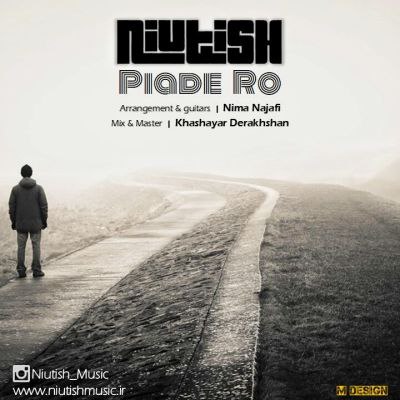 NIUTISH
PIADE RO
Arrangement & guitars | Nima Najafi
Mix & Master | Khashayar Derakhshan
Niutish_Music
www.niutishmusic.ir
M DESIGN